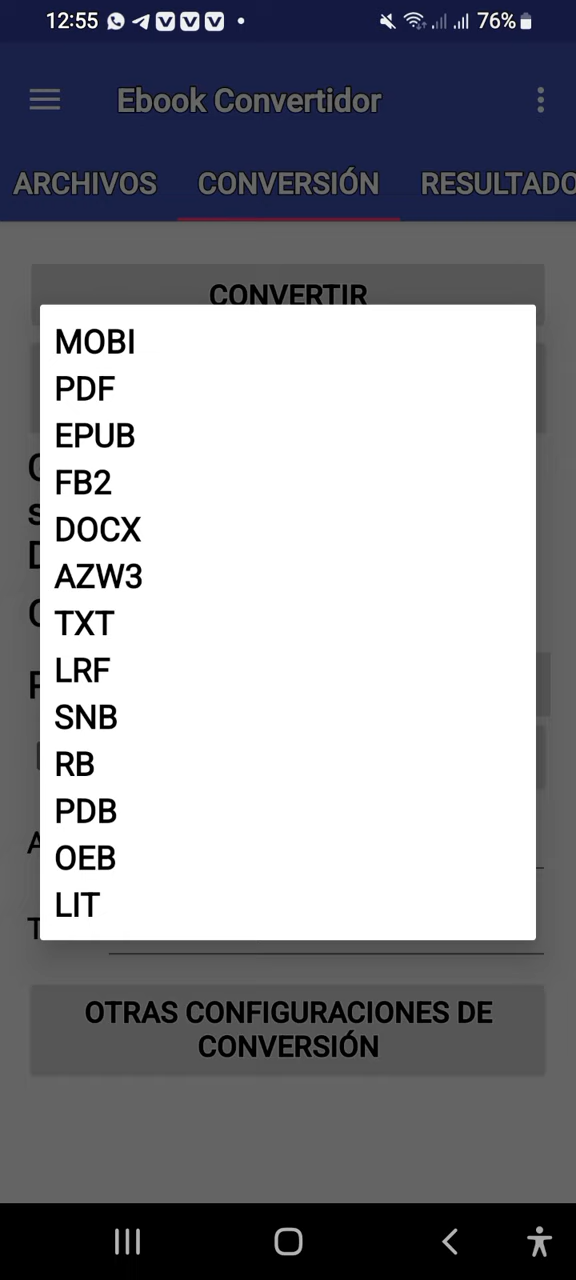 12:55 76%
Ebook Convertidor
ARCHIVOS CONVERSIÓN RESULTADO
CONVERTIR
MOBI
PDF
EPUB
FB2
DOCX
AZW3
TXT
LRF
SNB
RB
PDB
OEB
LIT
OTRAS CONFIGURACIONES DE
CONVERSIÓN